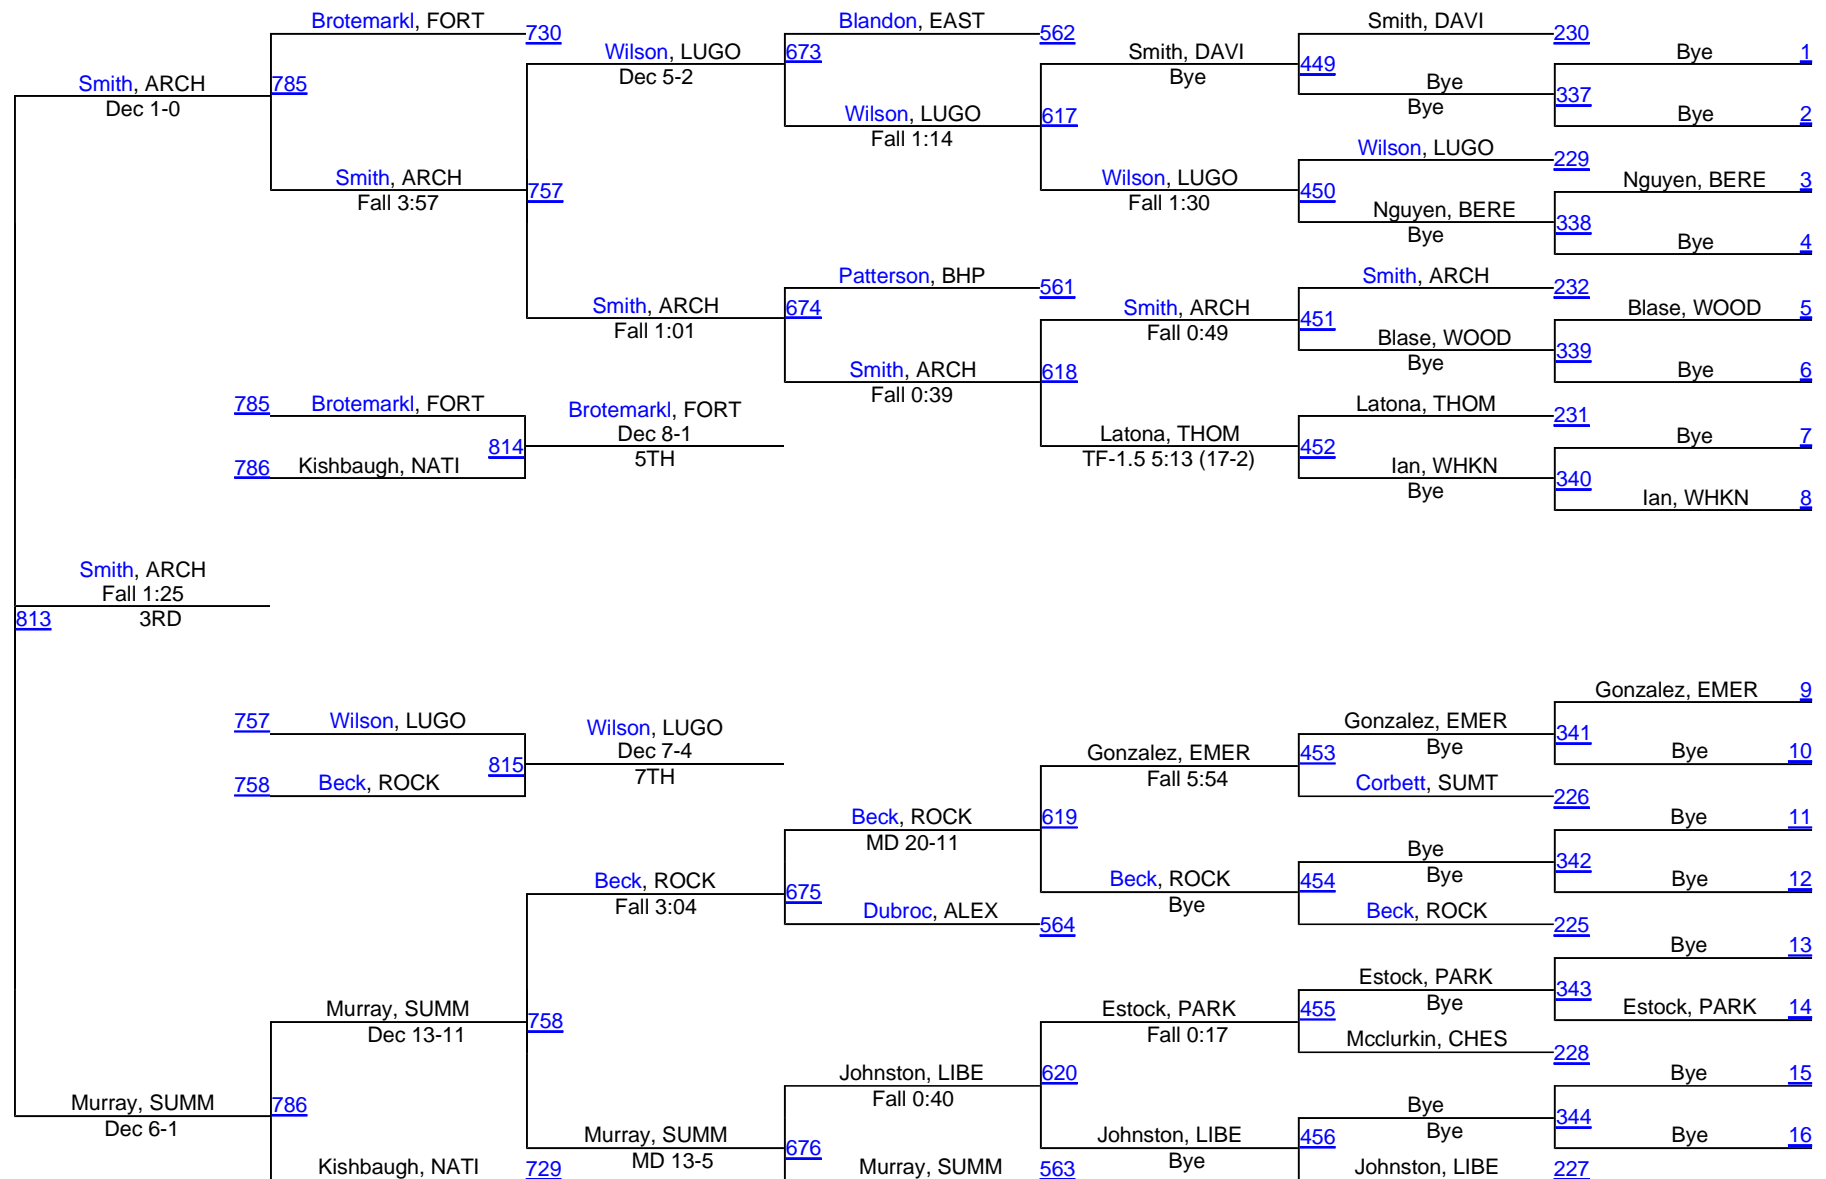 Brotemarkl, FORT
730
Blandon, EAST
562
Smith, DAVI
230
Wilson, LUGO
Dec 5-2
673
Smith, DAVI
Bye
449
Bye
1
Smith, ARCH
Dec 1-0
785
Bye
Bye
337
Wilson, LUGO
Fall 1:14
617
Bye
2
Wilson, LUGO
229
Smith, ARCH
Fall 3:57
757
Wilson, LUGO
Fall 1:30
450
Nguyen, BERE
3
Nguyen, BERE
Bye
338
Bye
4
Patterson, BHP
561
Smith, ARCH
232
Smith, ARCH
Fall 1:01
674
Smith, ARCH
Fall 0:49
451
Blase, WOOD
5
Blase, WOOD
Bye
339
Smith, ARCH
Fall 0:39
618
Bye
6
785
Brotemarkl, FORT
Brotemarkl, FORT
Dec 8-1
5TH
814
Latona, THOM
231
Latona, THOM
TF-1.5 5:13 (17-2)
452
Bye
7
786
Kishbaugh, NATI
Ian, WHKN
Bye
340
Ian, WHKN
8
Smith, ARCH
Fall 1:25
3RD
813
Gonzalez, EMER
9
757
Wilson, LUGO
Wilson, LUGO
Dec 7-4
7TH
815
Gonzalez, EMER
Bye
341
Gonzalez, EMER
Fall 5:54
453
Bye
10
758
Beck, ROCK
Corbett, SUMT
226
Beck, ROCK
MD 20-11
619
Bye
11
Bye
Bye
342
Beck, ROCK
Fall 3:04
675
Beck, ROCK
Bye
454
Bye
12
Dubroc, ALEX
564
Beck, ROCK
225
Bye
13
Estock, PARK
Bye
343
Murray, SUMM
Dec 13-11
758
Estock, PARK
Fall 0:17
455
Estock, PARK
14
Mcclurkin, CHES
228
Johnston, LIBE
Fall 0:40
620
Bye
15
Murray, SUMM
Dec 6-1
786
Bye
Bye
344
Murray, SUMM
MD 13-5
676
Johnston, LIBE
Bye
456
Bye
16
Kishbaugh, NATI
729
Murray, SUMM
563
Johnston, LIBE
227